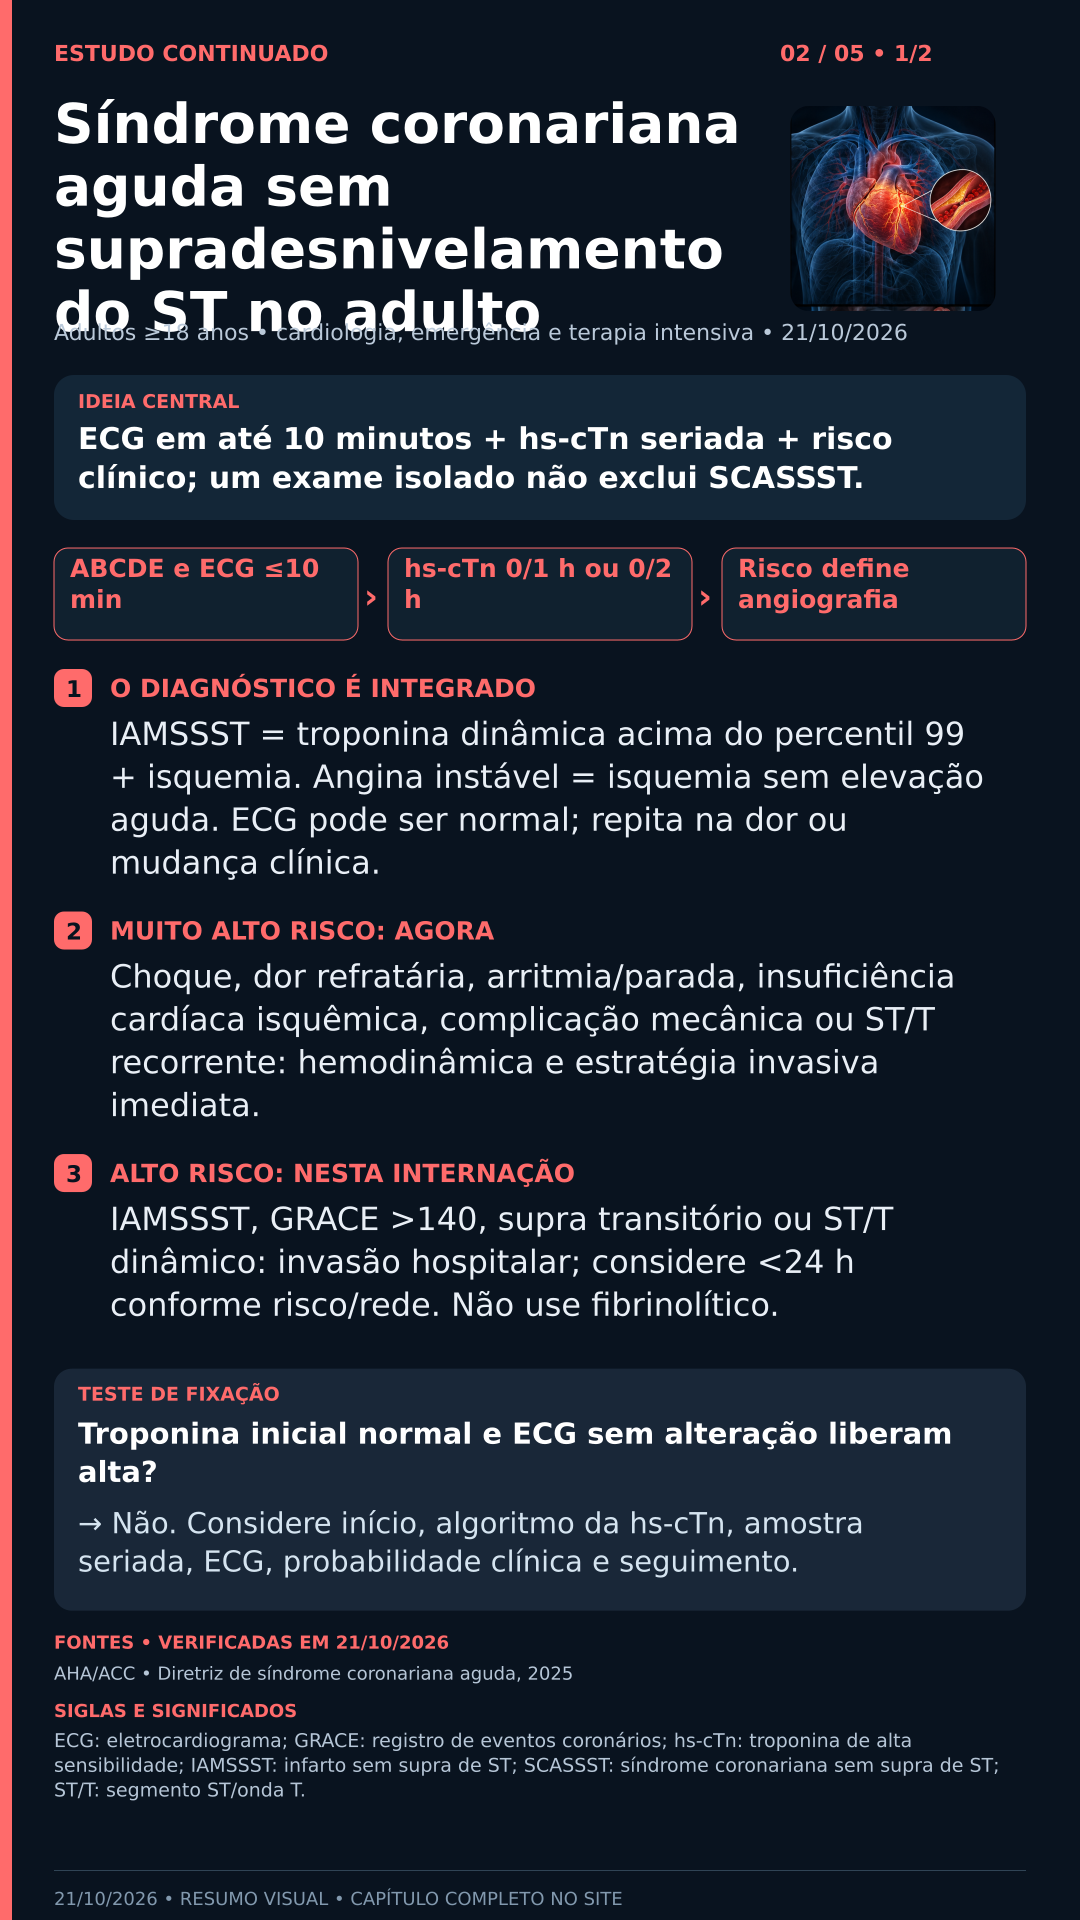 ESTUDO CONTINUADO
02 / 05 • 1/2
Síndrome coronariana
aguda sem
supradesnivelamento
do ST no adulto
Adultos ≥18 anos • cardiologia, emergência e terapia intensiva • 21/10/2026
IDEIA CENTRAL
ECG em até 10 minutos + hs-cTn seriada + risco
clínico; um exame isolado não exclui SCASSST.
ABCDE e ECG ≤10
min
›
hs-cTn 0/1 h ou 0/2
h
›
Risco define
angiografia
1 O DIAGNÓSTICO É INTEGRADO
IAMSSST = troponina dinâmica acima do percentil 99
+ isquemia. Angina instável = isquemia sem elevação
aguda. ECG pode ser normal; repita na dor ou
mudança clínica.
2 MUITO ALTO RISCO: AGORA
Choque, dor refratária, arritmia/parada, insuficiência
cardíaca isquêmica, complicação mecânica ou ST/T
recorrente: hemodinâmica e estratégia invasiva
imediata.
3 ALTO RISCO: NESTA INTERNAÇÃO
IAMSSST, GRACE >140, supra transitório ou ST/T
dinâmico: invasão hospitalar; considere <24 h
conforme risco/rede. Não use fibrinolítico.
TESTE DE FIXAÇÃO
Troponina inicial normal e ECG sem alteração liberam
alta?
→ Não. Considere início, algoritmo da hs-cTn, amostra
seriada, ECG, probabilidade clínica e seguimento.
FONTES • VERIFICADAS EM 21/10/2026
AHA/ACC • Diretriz de síndrome coronariana aguda, 2025
SIGLAS E SIGNIFICADOS
ECG: eletrocardiograma; GRACE: registro de eventos coronários; hs-cTn: troponina de alta
sensibilidade; IAMSSST: infarto sem supra de ST; SCASSST: síndrome coronariana sem supra de ST;
ST/T: segmento ST/onda T.
21/10/2026 • RESUMO VISUAL • CAPÍTULO COMPLETO NO SITE